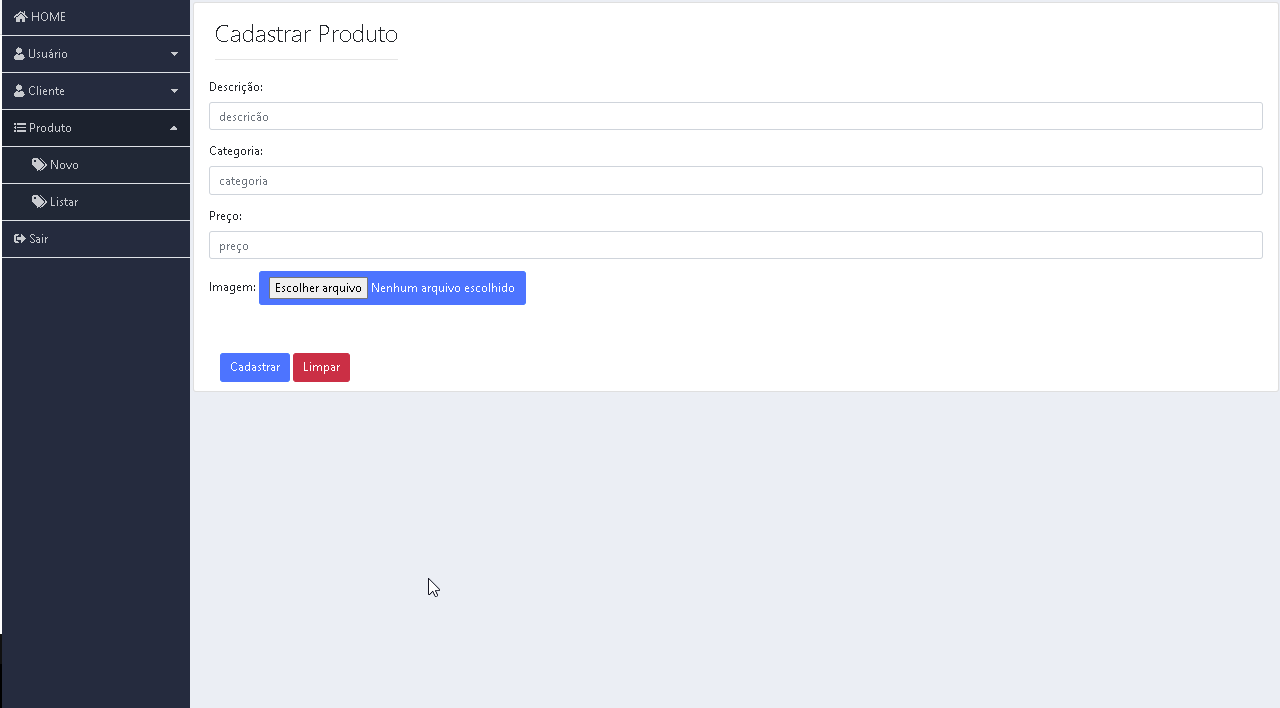 HOME
Usuário
Cliente
Produto
Novo
Listar
Sair
Cadastrar Produto
Descrição:
descricão
Categoria:
categoria
Preço:
preço
Imagem: Escolher arquivo Nenhum arquivo escolhido
Cadastrar Limpar